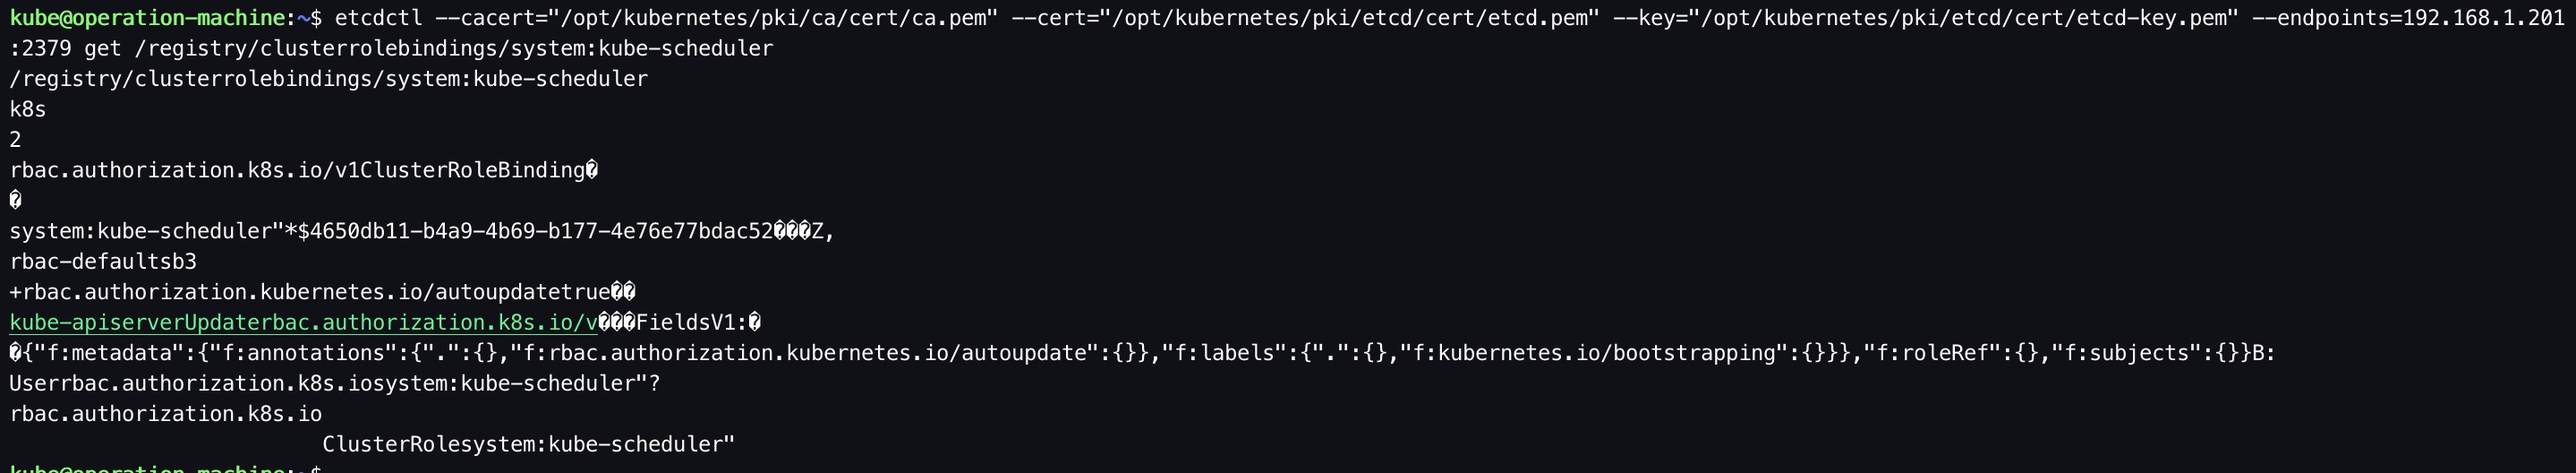 kube@operation-machine:~$ etcdctl --cacert="/opt/kubernetes/pki/ca/cert/ca.pem" --cert="/opt/kubernetes/pki/etcd/cert/etcd.pem" --key="/opt/kubernetes/pki/etcd/cert/etcd-key.pem" --endpoints=192.168.1.201
:2379 get /registry/clusterrolebindings/system:kube-scheduler
/registry/clusterrolebindings/system:kube-scheduler
k8s
2
rbac.authorization.k8s.io/v1ClusterRoleBinding�
�
system:kube-scheduler"*$4650db11-b4a9-4b69-b177-4e76e77bdac52���Z,
rbac-defaultsb3
+rbac.authorization.kubernetes.io/autoupdatetrue��
kube-apiserverUpdaterbac.authorization.k8s.io/v���FieldsV1:�
�{"f:metadata":{"f:annotations":{".":{},"f:rbac.authorization.kubernetes.io/autoupdate":{}},"f:labels":{".":{},"f:kubernetes.io/bootstrapping":{}}},"f:roleRef":{},"f:subjects":{}}B:
Userrbac.authorization.k8s.iosystem:kube-scheduler"?
rbac.authorization.k8s.io
ClusterRolesystem:kube-scheduler"
kube@operation-machine:~$